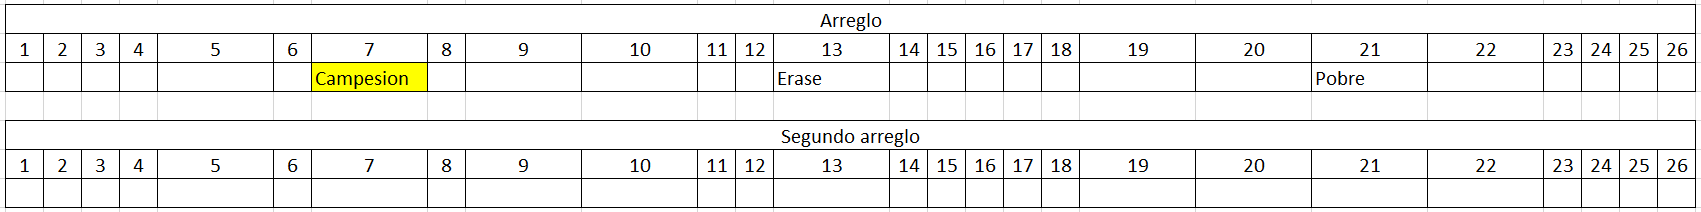 Arreglo
1 2 3 4 5 6 7 8 9 10 11 12 13 14 15 16 17 18 19 20 21 22 23 24 25 26
Campesion Erase Pobre
Segundo arreglo
1 2 3 4 5 6 7 8 9 10 11 12 13 14 15 16 17 18 19 20 21 22 23 24 25 26